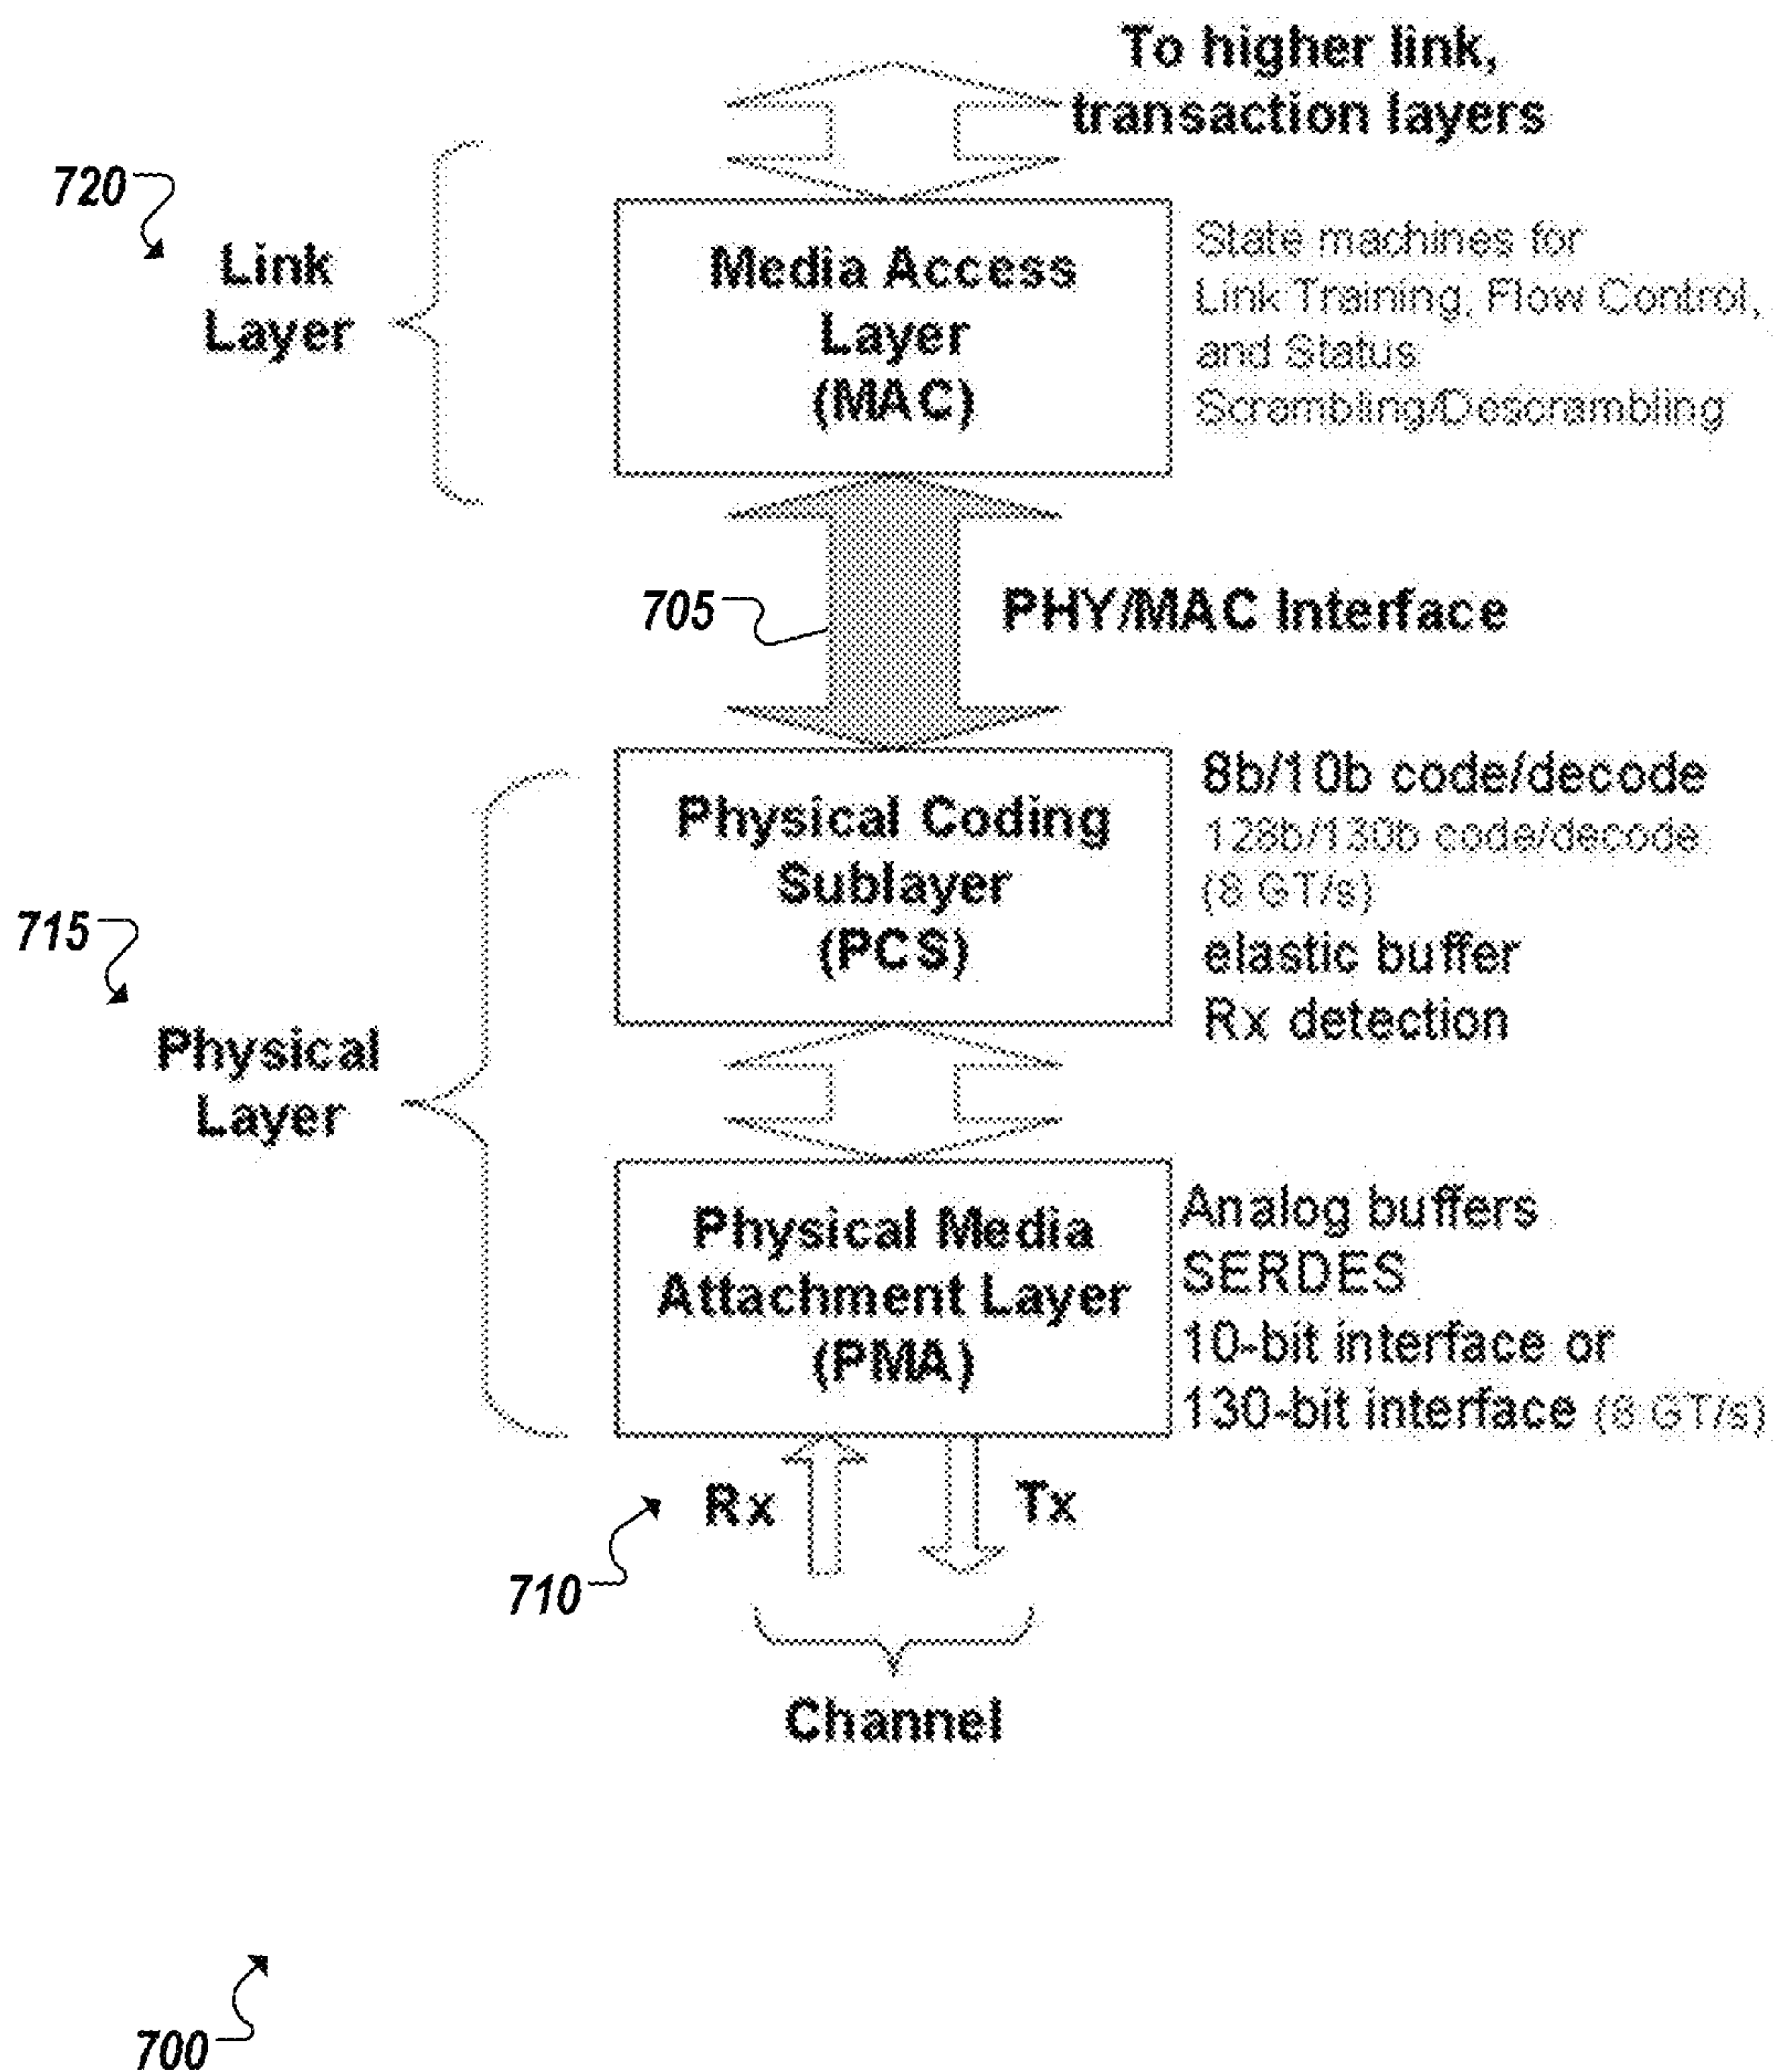 To higher link,
transaction layers
720
Link
Layer
Media Access
Layer
(MAC)
State machines for
Link Training, Flow Control,
and Status
Scrambling/Descrambling
705
PHY/MAC Interface
715
Physical
Layer
Physical Coding
Sublayer
(PCS)
8b/10b code/decode
128b/130b code/decode
(8 GT/s)
elastic buffer
Rx detection
Physical Media
Attachment Layer
(PMA)
Analog buffers
SERDES
10-bit interface or
130-bit interface (8 GT/s)
710
Rx
Tx
Channel
700